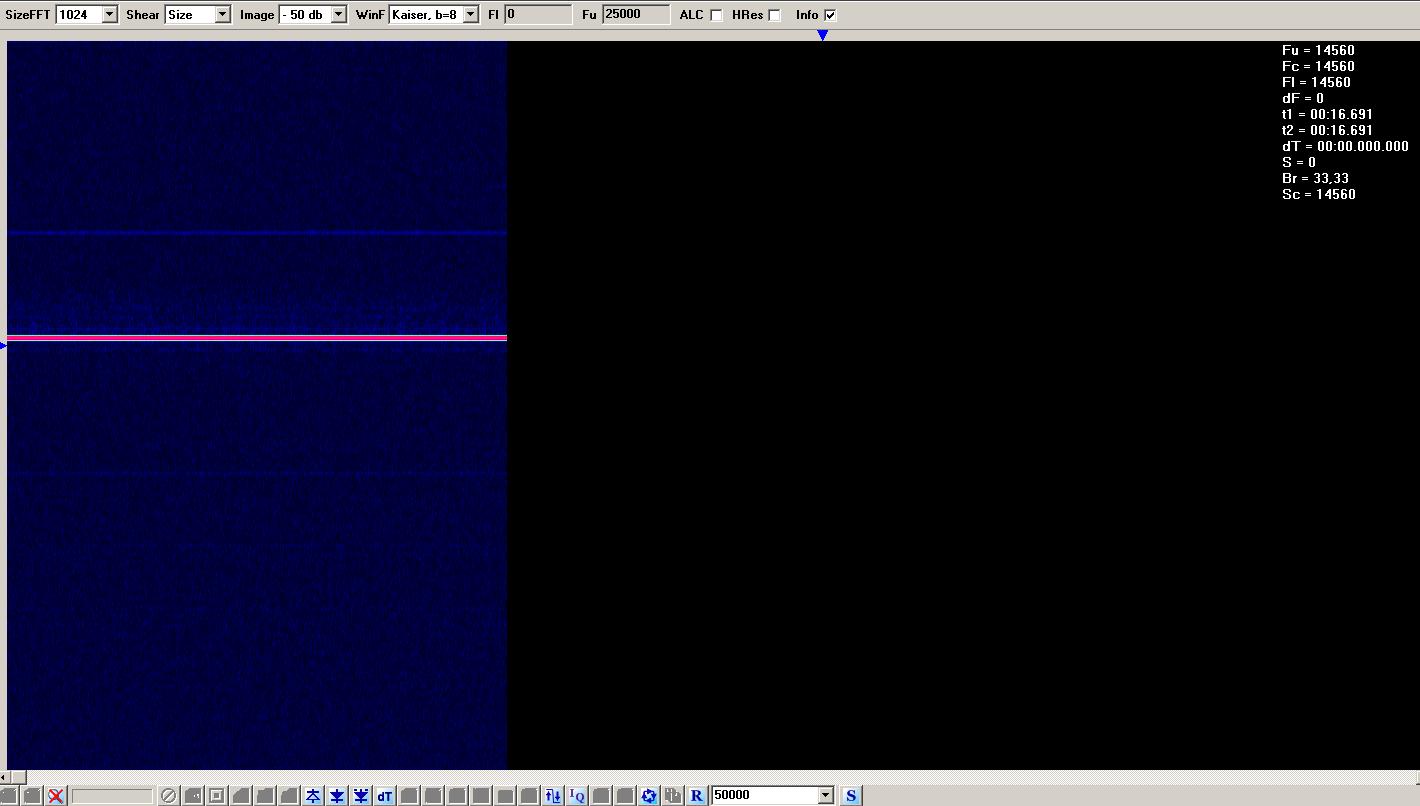 SizeFFT 1024 Shear Size Image - 50 db WinF Kaiser, b=8 Fl 0 Fu 25000 ALC HRes Info
Fu = 14560
Fc = 14560
Fl = 14560
dF = 0
t1 = 00:16.691
t2 = 00:16.691
dT = 00:00.000.000
S = 0
Br = 33,33
Sc = 14560
dT IQ R 50000 S